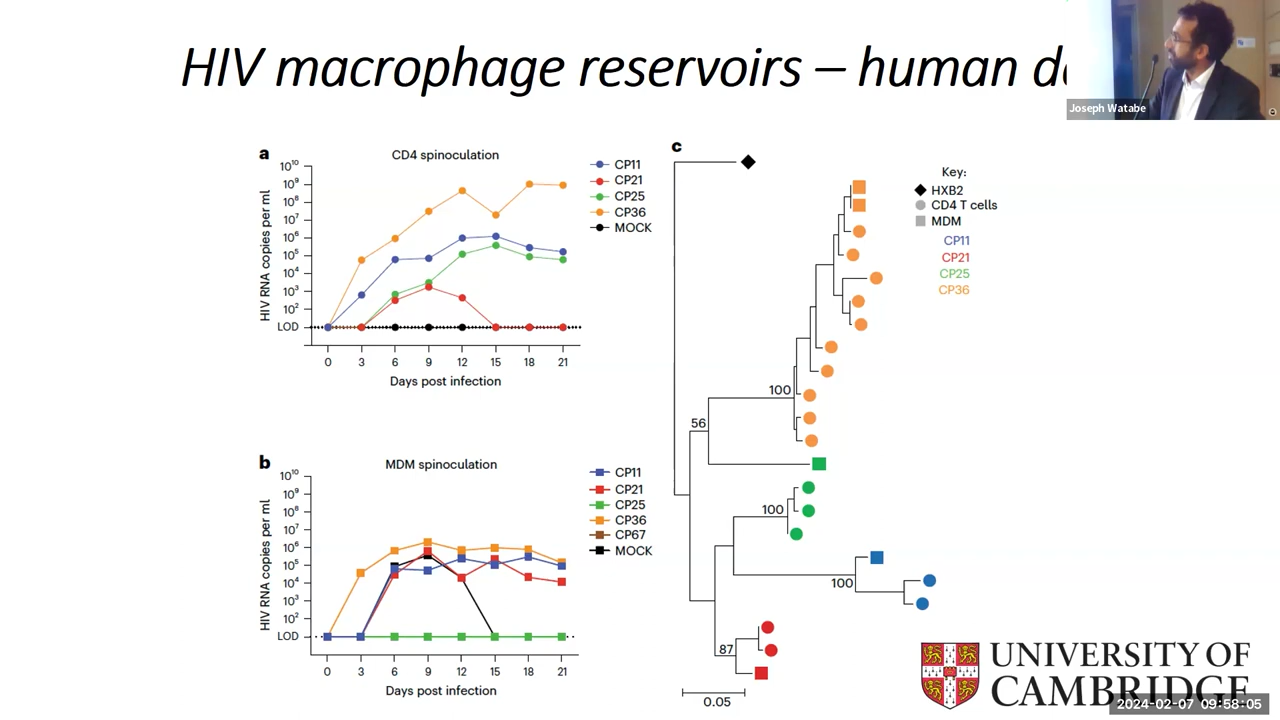 HIV macrophage reservoirs – human d
Joseph Watabe
a
CD4 spinoculation
HIV RNA copies per ml
10¹⁰
10⁹
10⁸
10⁷
10⁶
10⁵
10⁴
10³
10²
LOD
0 3 6 9 12 15 18 21
Days post infection
CP11
CP21
CP25
CP36
MOCK
b
MDM spinoculation
HIV RNA copies per ml
10¹⁰
10⁹
10⁸
10⁷
10⁶
10⁵
10⁴
10³
10²
LOD
0 3 6 9 12 15 18 21
Days post infection
CP11
CP21
CP25
CP36
CP67
MOCK
c
100
56
100
100
87
0.05
Key:
HXB2
CD4 T cells
MDM
CP11
CP21
CP25
CP36
UNIVERSITY OF
CAMBRIDGE
2024-02-07 09:58:05